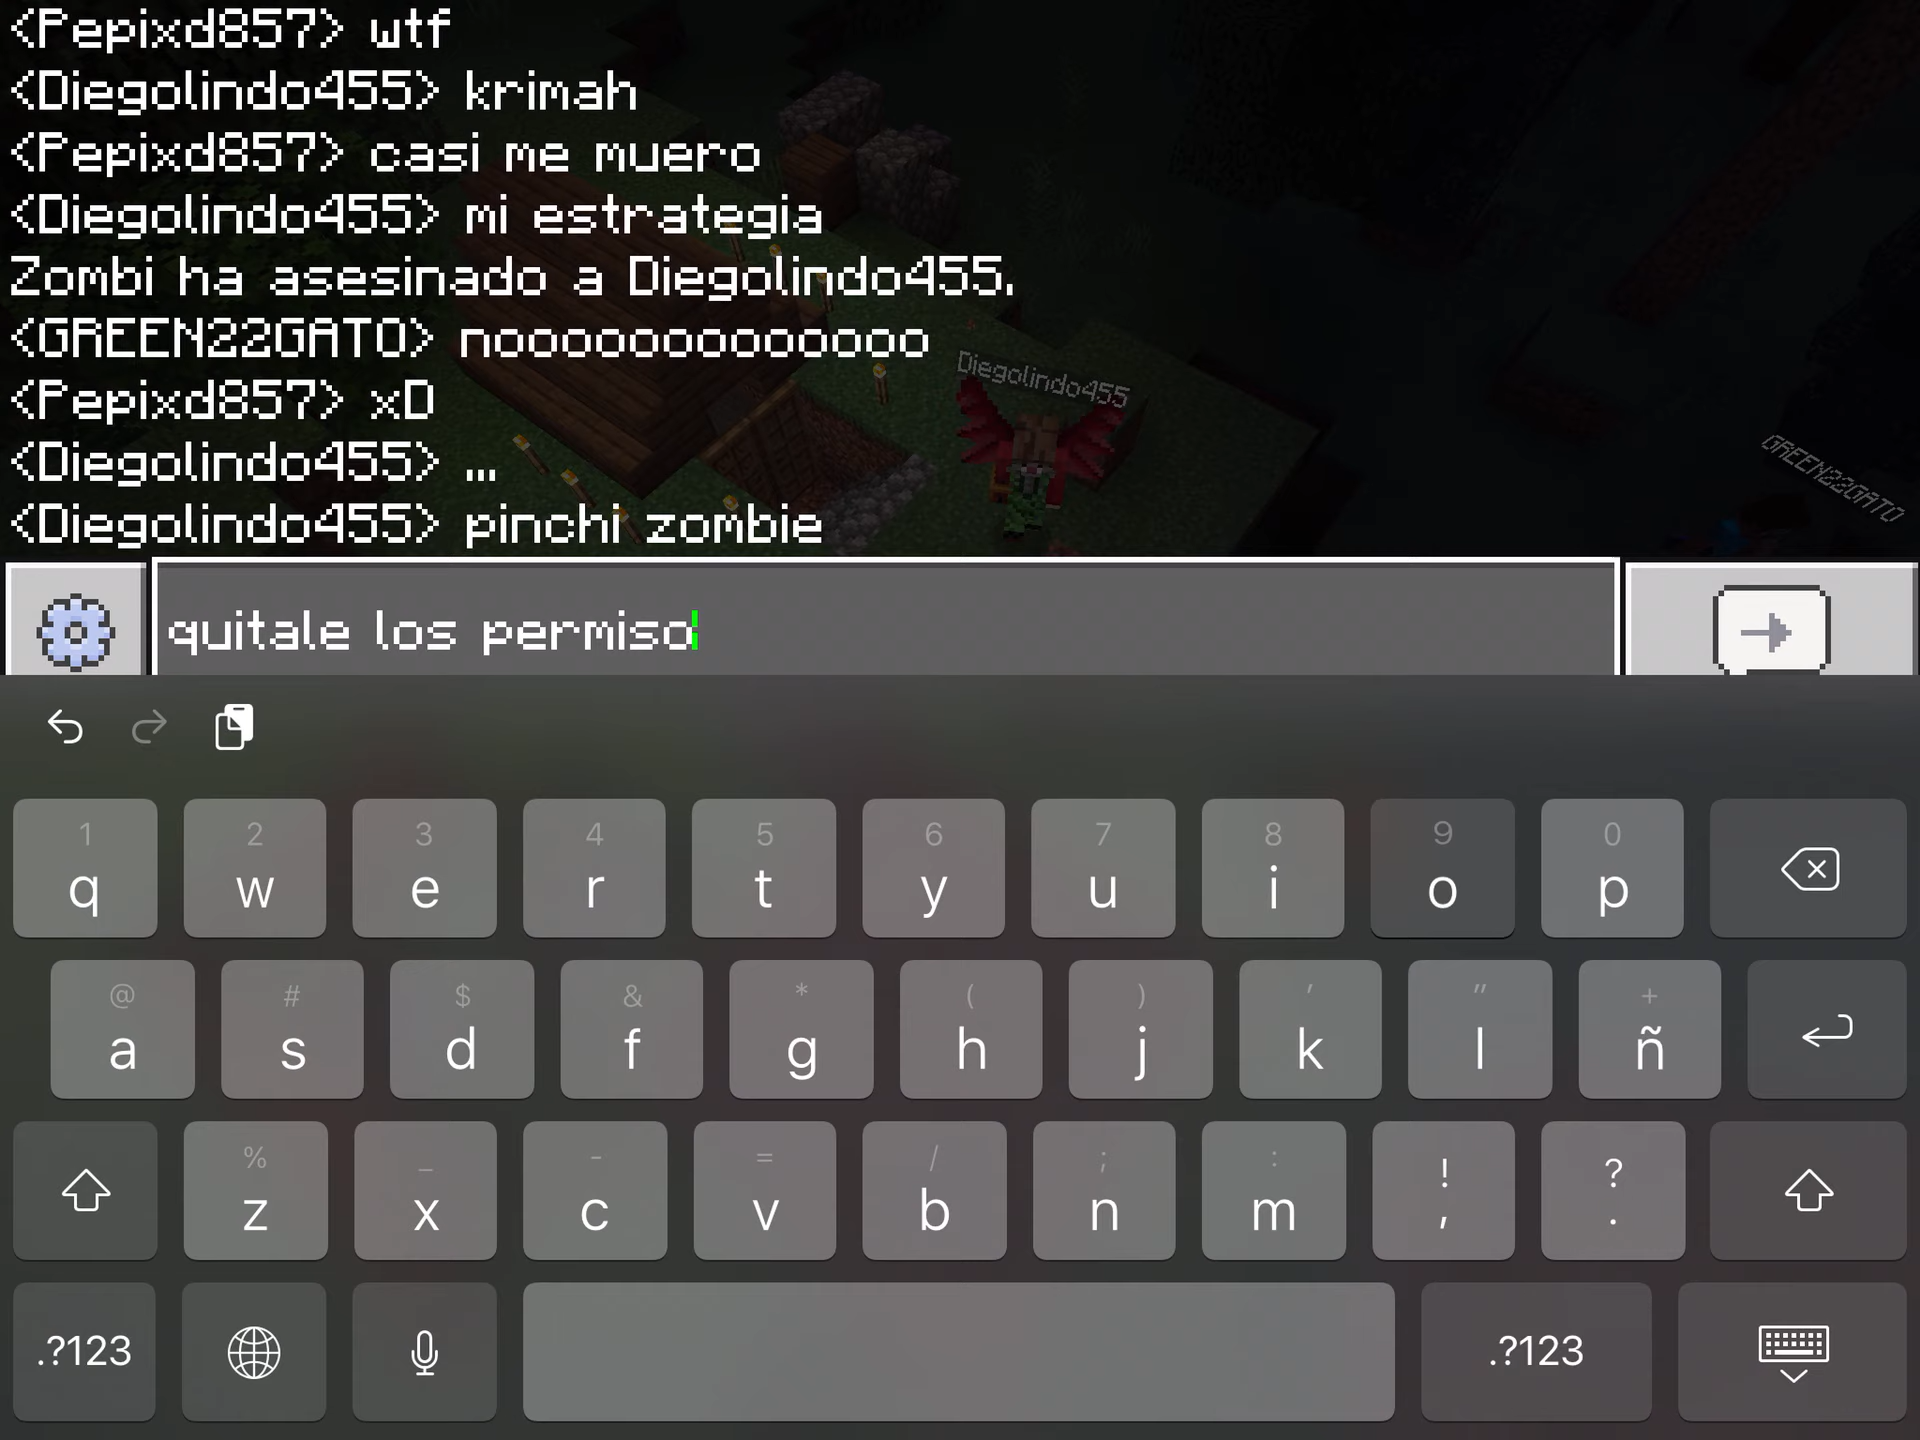 <Pepixd857> wtf
<Diegolindo455> krimah
<Pepixd857> casi me muero
<Diegolindo455> mi estrategia
Zombi ha asesinado a Diegolindo455.
<GREEN22GATO> noooooooooooooo
<Pepixd857> xD
<Diegolindo455> ...
<Diegolindo455> pinchi zombie
Diegolindo455
GREEN22GATO
quitale los permiso
1 2 3 4 5 6 7 8 9 0
q w e r t y u i o p
@ # $ & * ( ) ' " +
a s d f g h j k l ñ
% _ - = / ; : ! ?
z x c v b n m , .
.?123 .?123